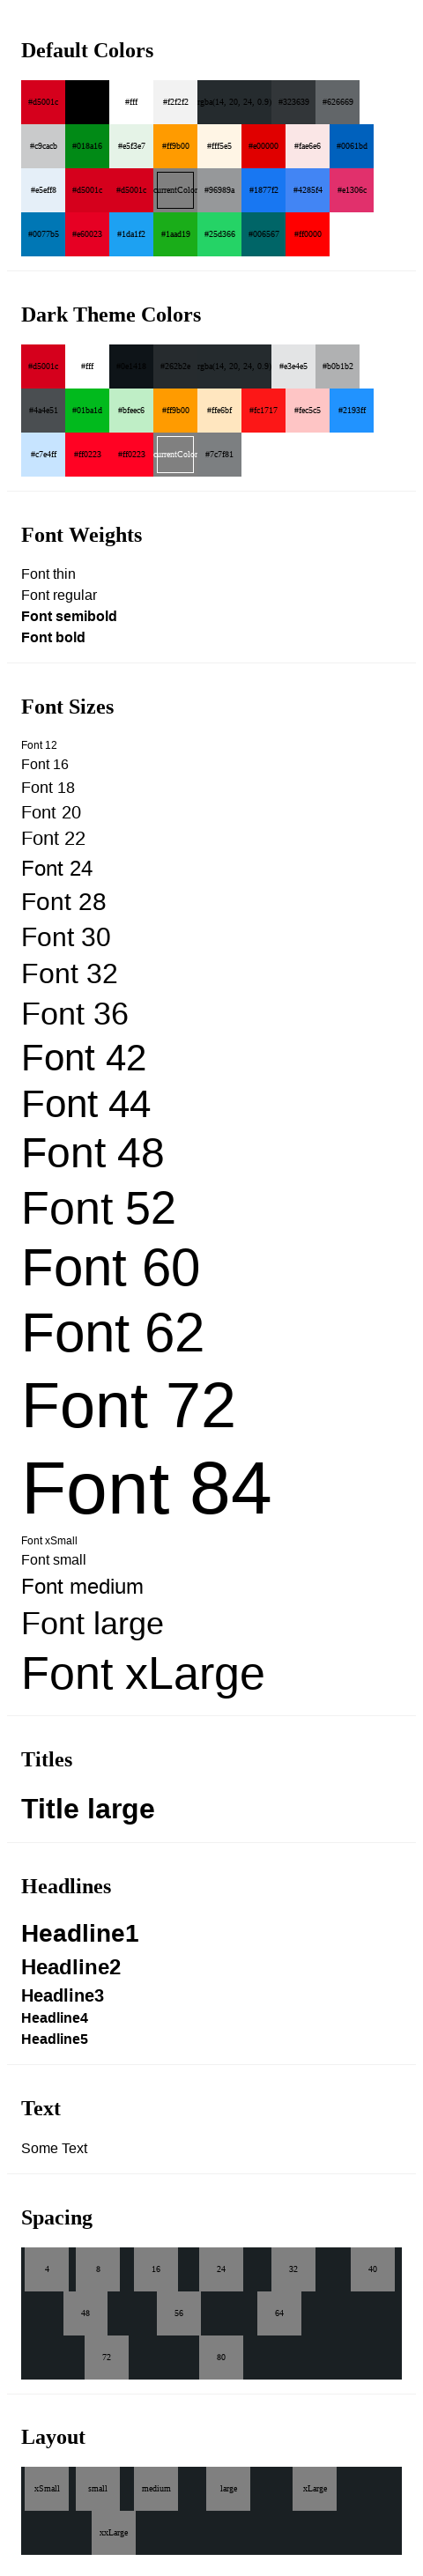 Default Colors
#d5001c #fff #f2f2f2 rgba(14, 20, 24, 0.9) #323639 #626669
#c9cacb #018a16 #e5f3e7 #ff9b00 #fff5e5 #e00000 #fae6e6 #0061bd
#e5eff8 #d5001c #d5001c currentColor #96989a #1877f2 #4285f4 #e1306c
#0077b5 #e60023 #1da1f2 #1aad19 #25d366 #006567 #ff0000
Dark Theme Colors
#d5001c #fff #0e1418 #262b2e rgba(14, 20, 24, 0.9) #e3e4e5 #b0b1b2
#4a4e51 #01ba1d #bfeec6 #ff9b00 #ffe6bf #fc1717 #fec5c5 #2193ff
#c7e4ff #ff0223 #ff0223 currentColor #7c7f81
Font Weights
Font thin
Font regular
Font semibold
Font bold
Font Sizes
Font 12
Font 16
Font 18
Font 20
Font 22
Font 24
Font 28
Font 30
Font 32
Font 36
Font 42
Font 44
Font 48
Font 52
Font 60
Font 62
Font 72
Font 84
Font xSmall
Font small
Font medium
Font large
Font xLarge
Titles
Title large
Headlines
Headline1
Headline2
Headline3
Headline4
Headline5
Text
Some Text
Spacing
4 8 16 24 32 40
48 56 64
72 80
Layout
xSmall small medium large xLarge
xxLarge